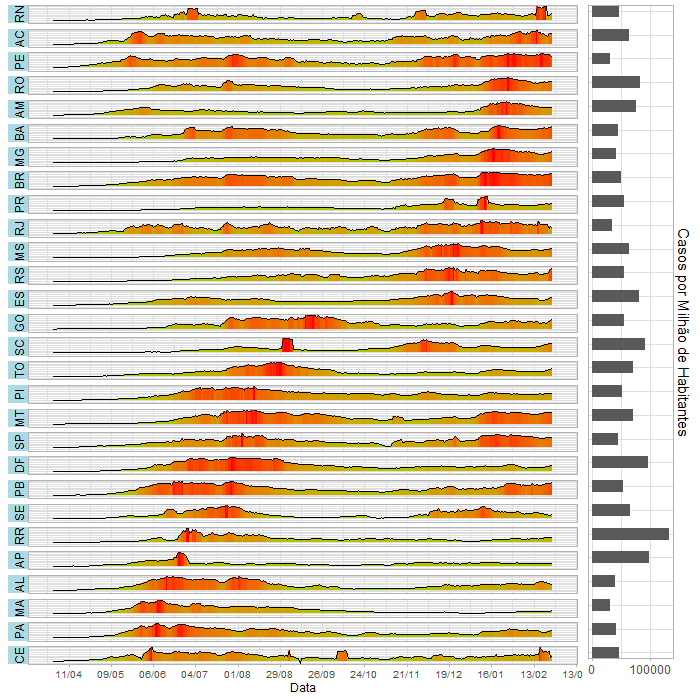 RN
AC
PE
RO
AM
BA
MG
BR
PR
RJ
MS
RS
ES
GO
SC
TO
PI
MT
SP
DF
PB
SE
RR
AP
AL
MA
PA
CE
11/04 09/05 06/06 04/07 01/08 29/08 26/09 24/10 21/11 19/12 16/01 13/02 13/0
Data
0 100000
Casos por Milhão de Habitantes